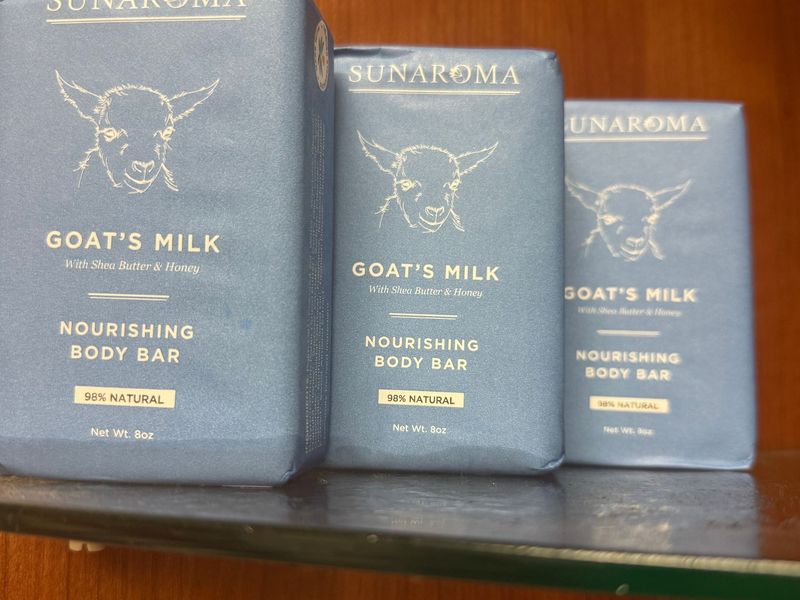 SUNAROMA
GOAT'S MILK
With Shea Butter & Honey
NOURISHING
BODY BAR
98% NATURAL
Net Wt. 8oz
SUNAROMA
GOAT'S MILK
With Shea Butter & Honey
NOURISHING
BODY BAR
98% NATURAL
Net Wt. 8oz
SUNAROMA
GOAT'S MILK
With Shea Butter & Honey
NOURISHING
BODY BAR
98% NATURAL
Net Wt. 8oz